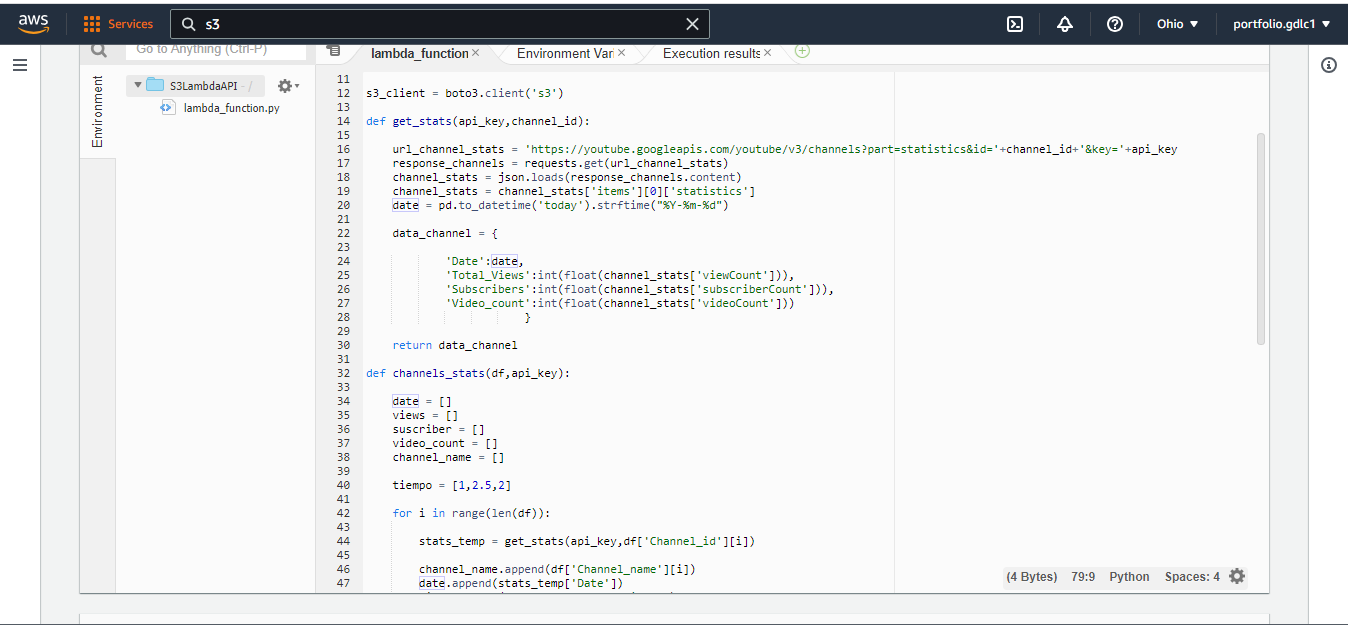 aws Services s3 Ohio ▼ portfolio.gdlc1 ▼
Go to Anything (Ctrl-P) lambda_function × Environment Vari × Execution results ×
Environment
S3LambdaAPI - /
lambda_function.py
11
12 s3_client = boto3.client('s3')
13
14 def get_stats(api_key,channel_id):
15
16 url_channel_stats = 'https://youtube.googleapis.com/youtube/v3/channels?part=statistics&id='+channel_id+'&key='+api_key
17 response_channels = requests.get(url_channel_stats)
18 channel_stats = json.loads(response_channels.content)
19 channel_stats = channel_stats['items'][0]['statistics']
20 date = pd.to_datetime('today').strftime("%Y-%m-%d")
21
22 data_channel = {
23
24 'Date':date,
25 'Total_Views':int(float(channel_stats['viewCount'])),
26 'Subscribers':int(float(channel_stats['subscriberCount'])),
27 'Video_count':int(float(channel_stats['videoCount']))
28 }
29
30 return data_channel
31
32 def channels_stats(df,api_key):
33
34 date = []
35 views = []
36 suscriber = []
37 video_count = []
38 channel_name = []
39
40 tiempo = [1,2.5,2]
41
42 for i in range(len(df)):
43
44 stats_temp = get_stats(api_key,df['Channel_id'][i])
45
46 channel_name.append(df['Channel_name'][i])
47 date.append(stats_temp['Date'])
(4 Bytes) 79:9 Python Spaces: 4